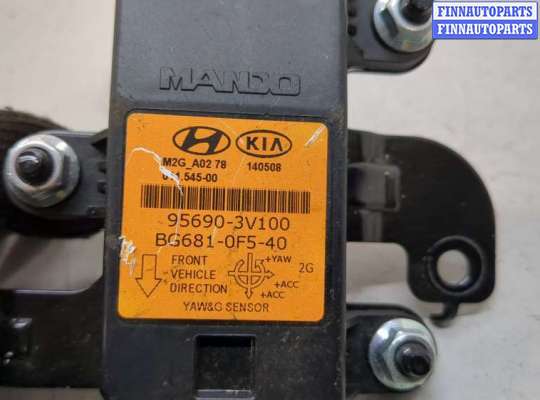 FINNAUTOPARTS
FINNAUTOPARTS
MANDO
KIA
M2G_A02 78
140508
.545-00
95690-3V100
BG681-0F5-40
FRONT
VEHICLE
DIRECTION
+YAW
2G
+ACC
+ACC
YAW&G SENSOR